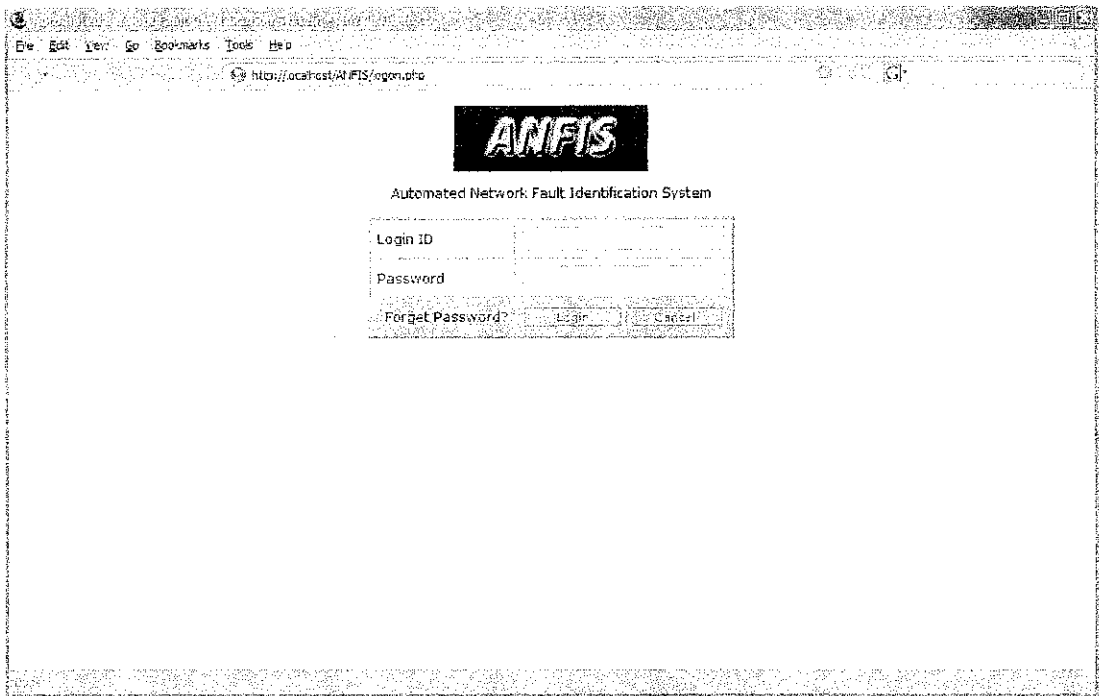 File Edit View Go Bookmarks Tools Help
http://localhost/ANFIS/logon.php
G
ANFIS
Automated Network Fault Identification System
Login ID
Password
Forget Password? Login Cancel